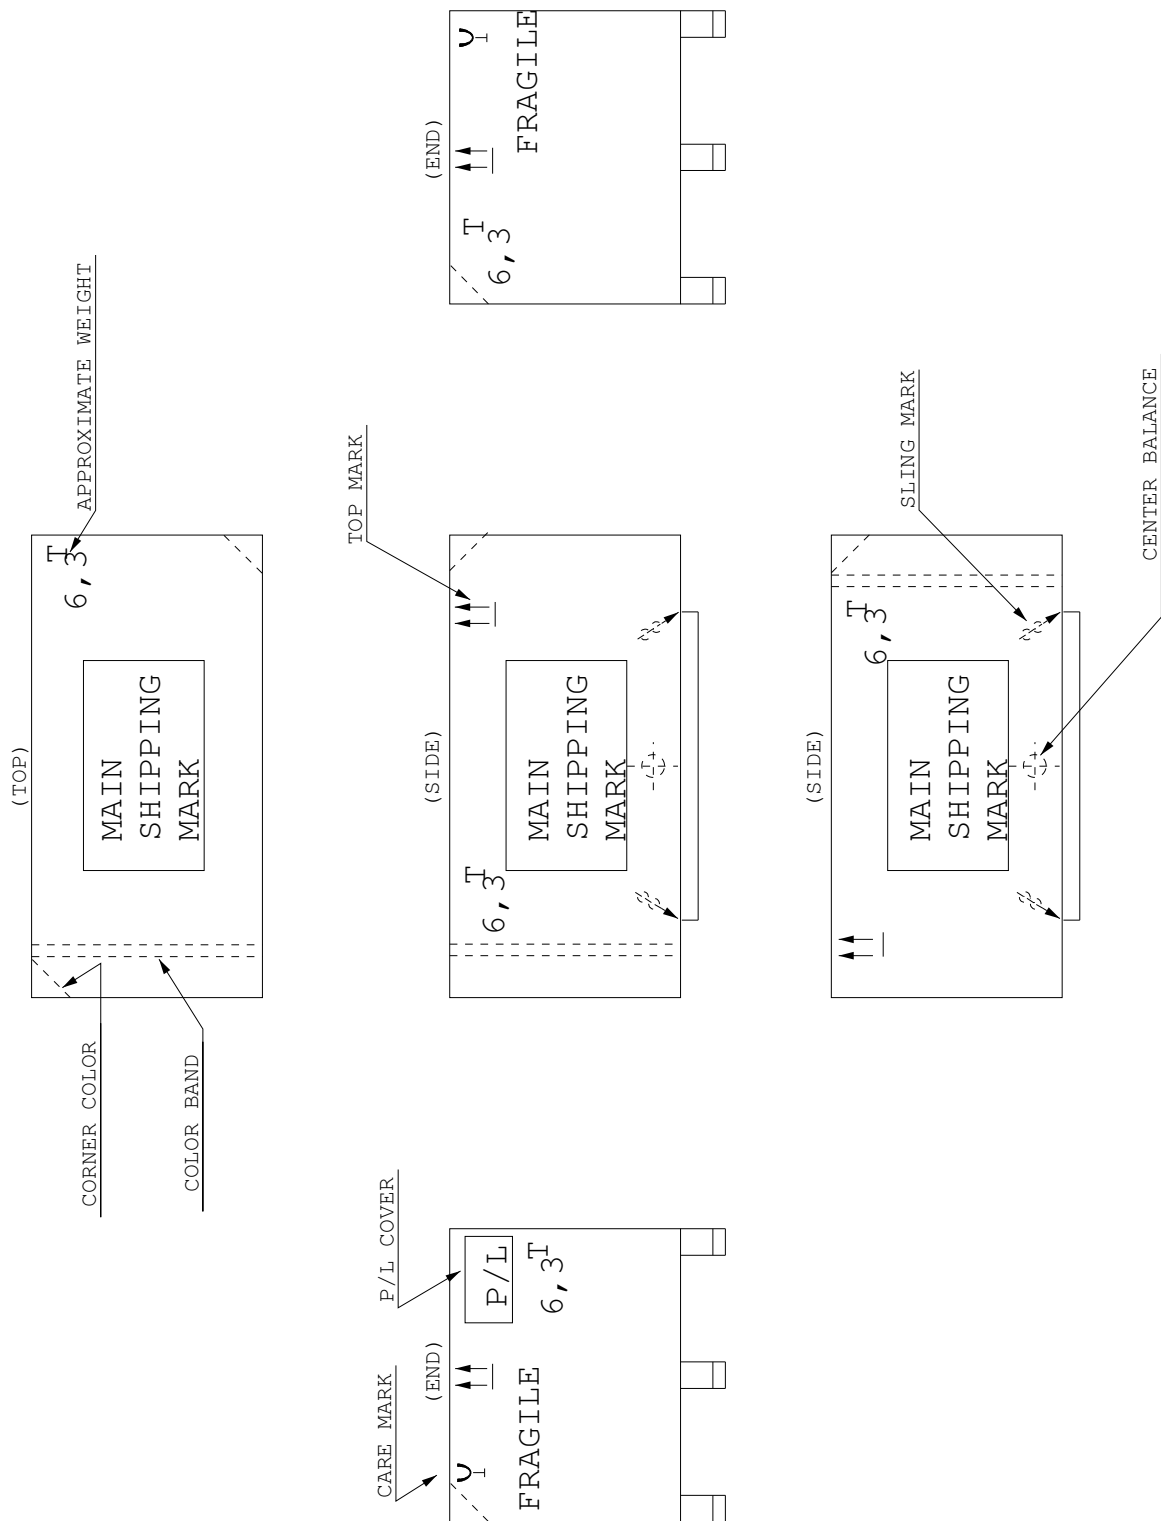 (TOP)
6,3T
APPROXIMATE WEIGHT
MAIN
SHIPPING
MARK
CORNER COLOR
COLOR BAND
CARE MARK
P/L COVER
(END)
P/L
FRAGILE
6,3T
TOP MARK
(SIDE)
6,3T
MAIN
SHIPPING
MARK
(END)
6,3T
FRAGILE
(SIDE)
6,3T
MAIN
SHIPPING
MARK
SLING MARK
CENTER BALANCE